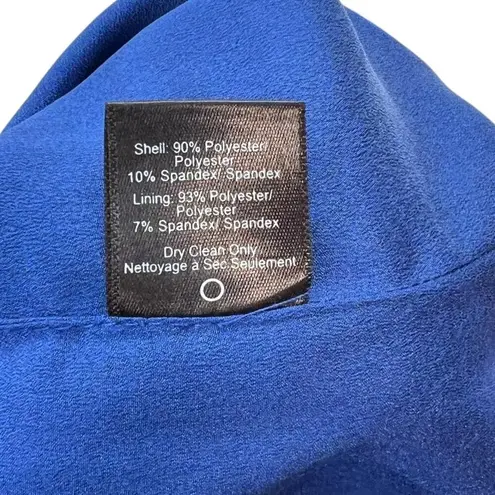 Shell: 90% Polyester/
Polyester
10% Spandex/ Spandex
Lining: 93% Polyester/
Polyester
7% Spandex/ Spandex
Dry Clean Only
Nettoyage à Sec Seulement